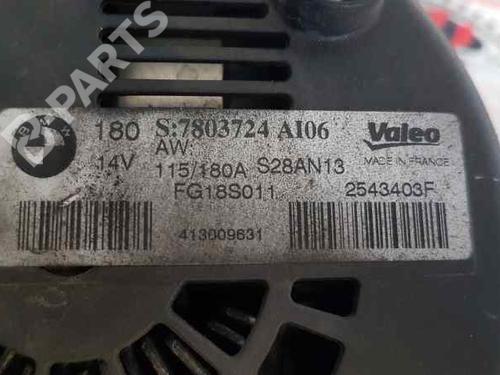 B-PARTS
BMW
180 S:7803724 AI06 Valeo
AW
14V 115/180A S28AN13 MADE IN FRANCE
FG18S011 2543403F
413009631